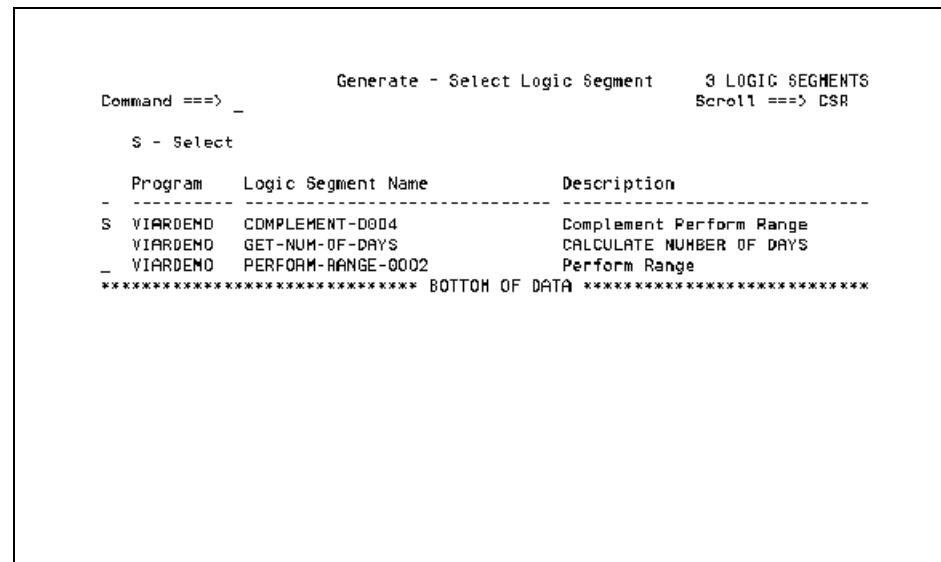 Generate - Select Logic Segment 3 LOGIC SEGMENTS
Command ===> _ Scroll ===> CSR
S - Select
Program Logic Segment Name Description
- ---------- ------------------------------ ------------------------------
S VIARDEMO COMPLEMENT-0004 Complement Perform Range
VIARDEMO GET-NUM-OF-DAYS CALCULATE NUMBER OF DAYS
_ VIARDEMO PERFORM-RANGE-0002 Perform Range
******************************* BOTTOM OF DATA ****************************